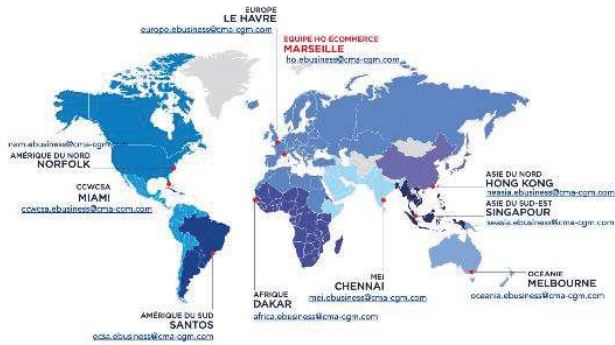 EUROPE
LE HAVRE
europe.ebusiness@cma-cgm.com
EQUIPE HO ECOMMERCE
MARSEILLE
ho.ebusiness@cma-cgm.com
nam.ebusiness@cma-cgm.com
AMÉRIQUE DU NORD
NORFOLK
CCWCSA
MIAMI
ccwcsa.ebusiness@cma-cgm.com
ASIE DU NORD
HONG KONG
neasia.ebusiness@cma-cgm.com
ASIE DU SUD-EST
SINGAPOUR
seasia.ebusiness@cma-cgm.com
MEI
CHENNAI
mei.ebusiness@cma-cgm.com
OCÉANIE
MELBOURNE
oceania.ebusiness@cma-cgm.com
AFRIQUE
DAKAR
africa.ebusiness@cma-cgm.com
AMÉRIQUE DU SUD
SANTOS
ecsa.ebusiness@cma-cgm.com